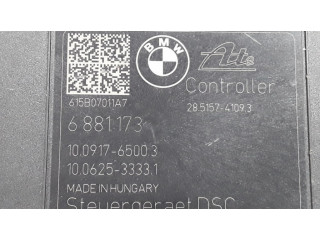 BMW
Ate
Controller
615B07011A7
28.5157-4109.3
6 881 173
10.0917-6500.3
10.0625-3333.1
MADE IN HUNGARY
Steuergeraet DSC